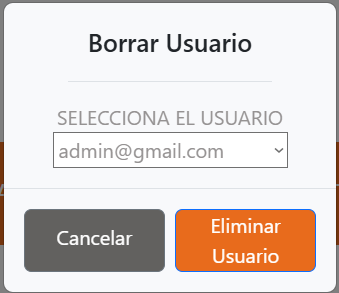 Borrar Usuario
SELECCIONA EL USUARIO
admin@gmail.com
Cancelar
Eliminar
Usuario